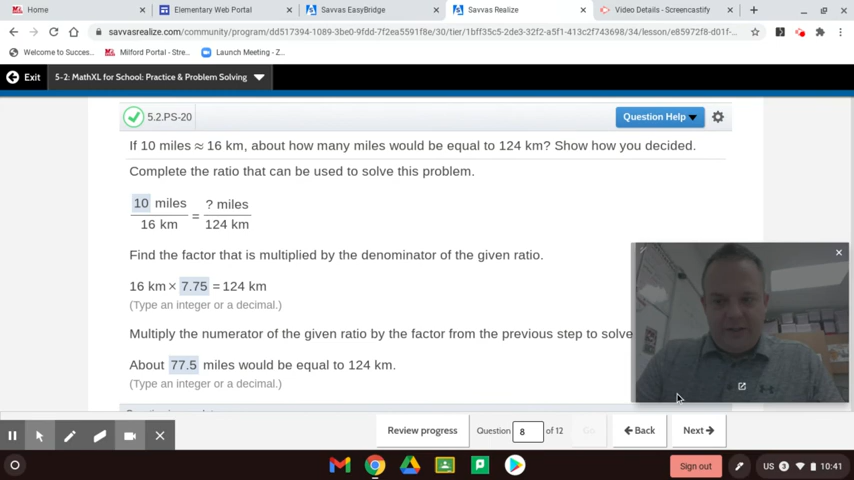 Home
Elementary Web Portal
Savvas EasyBridge
Savvas Realize
Video Details - Screencastify
savvasrealize.com/community/program/dd517394-1089-3bc0-9fdd-7f2ea5591f8e/30/tier/1bff35c5-2de3-32f2-a5f1-413c2f743698/34/lesson/e85972f8-d01f-...
Welcome to Succes...
Milford Portal - Stre...
Launch Meeting - Z...
Exit
5-2: MathXL for School: Practice & Problem Solving
5.2.PS-20
Question Help
If 10 miles ≈ 16 km, about how many miles would be equal to 124 km? Show how you decided.
Complete the ratio that can be used to solve this problem.
10 miles = ? miles
16 km 124 km
Find the factor that is multiplied by the denominator of the given ratio.
16 km × 7.75 = 124 km
(Type an integer or a decimal.)
Multiply the numerator of the given ratio by the factor from the previous step to solve
About 77.5 miles would be equal to 124 km.
(Type an integer or a decimal.)
Review progress
Question 8 of 12
Go
Back
Next
Sign out
US 3 10:41